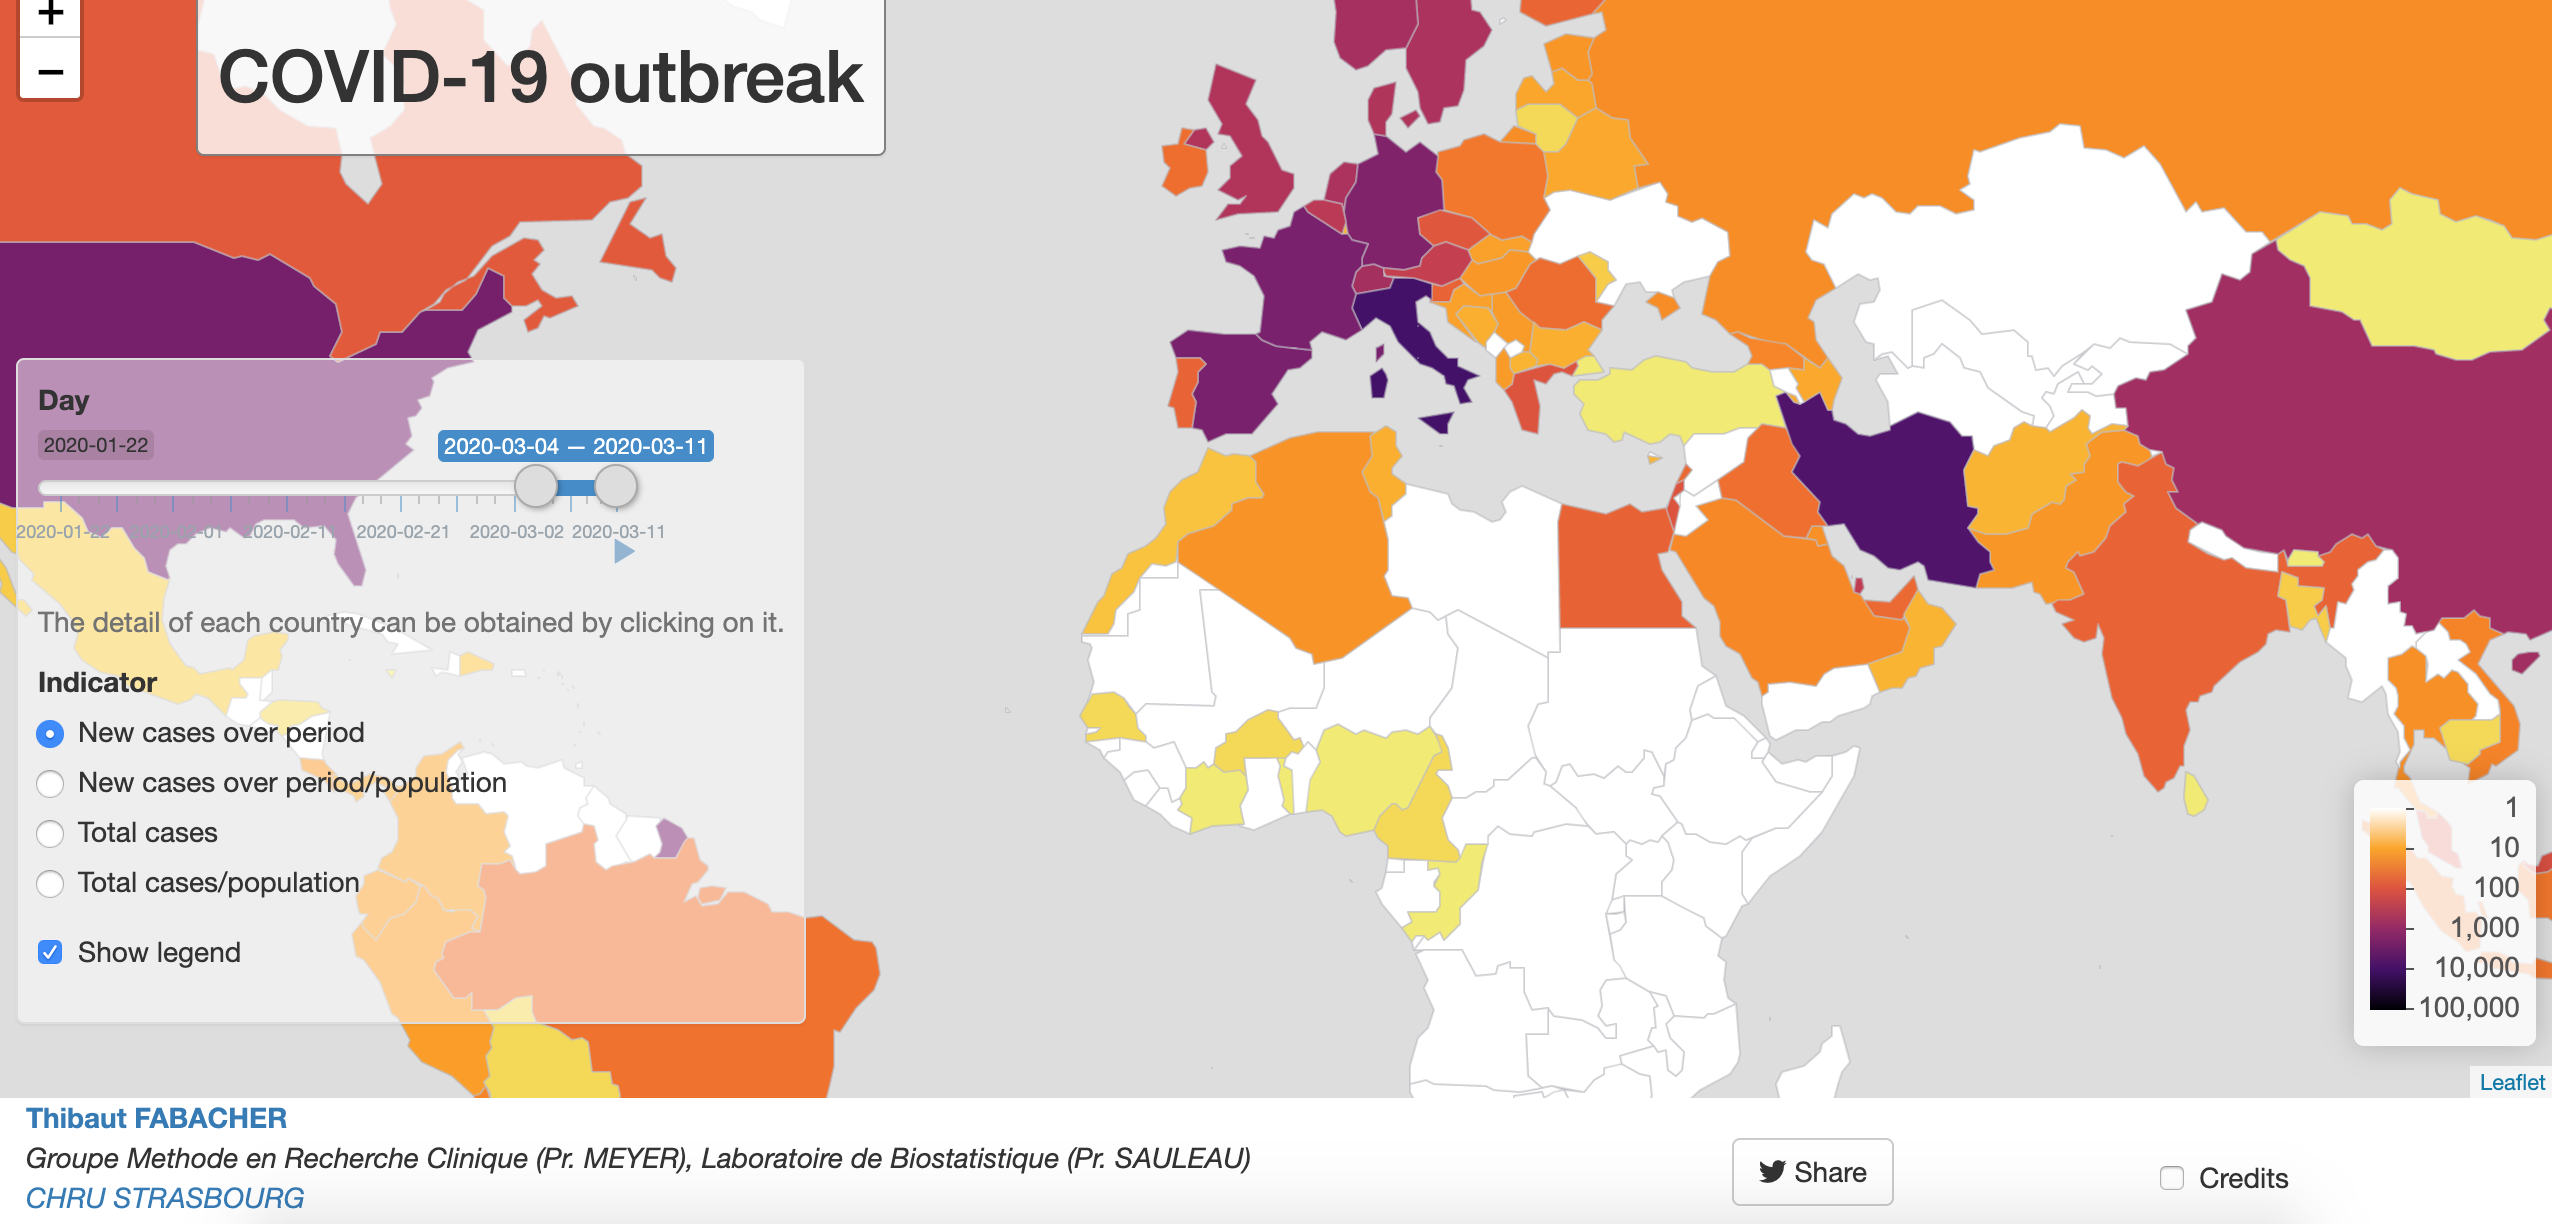 +
−
COVID-19 outbreak
Day
2020-01-22
2020-03-04 — 2020-03-11
2020-01-22 2020-02-01 2020-02-11 2020-02-21 2020-03-02 2020-03-11
The detail of each country can be obtained by clicking on it.
Indicator
New cases over period
New cases over period/population
Total cases
Total cases/population
Show legend
1
10
100
1,000
10,000
100,000
Leaflet
Thibaut FABACHER
Groupe Methode en Recherche Clinique (Pr. MEYER), Laboratoire de Biostatistique (Pr. SAULEAU)
CHRU STRASBOURG
Share
Credits